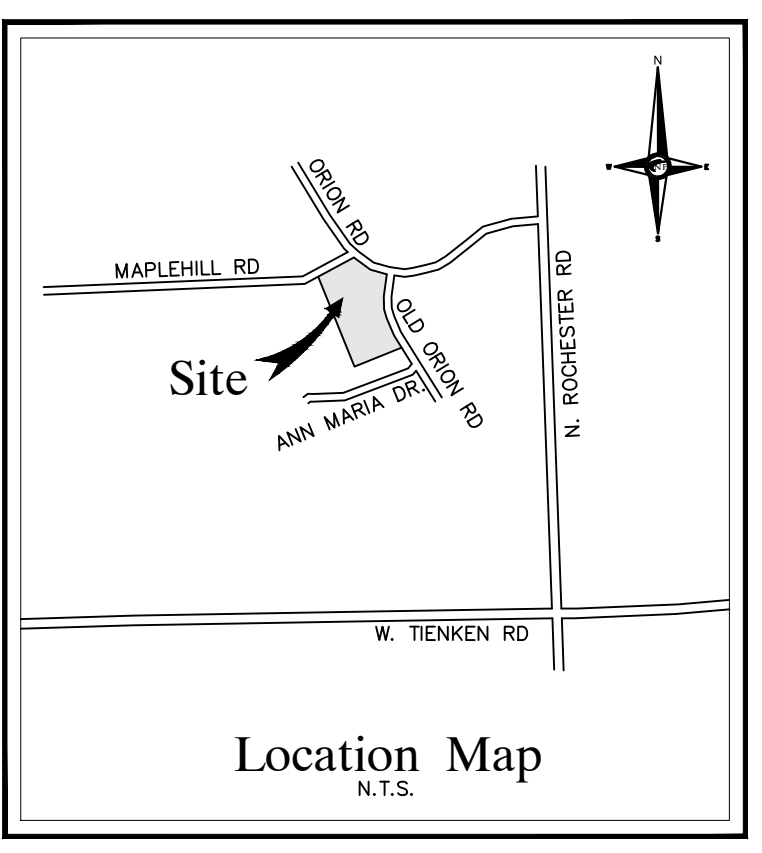 N
W
E
S
ORION RD
MAPLEHILL RD
N. ROCHESTER RD
OLD ORION RD
Site
ANN MARIA DR.
W. TIENKEN RD
Location Map
N.T.S.